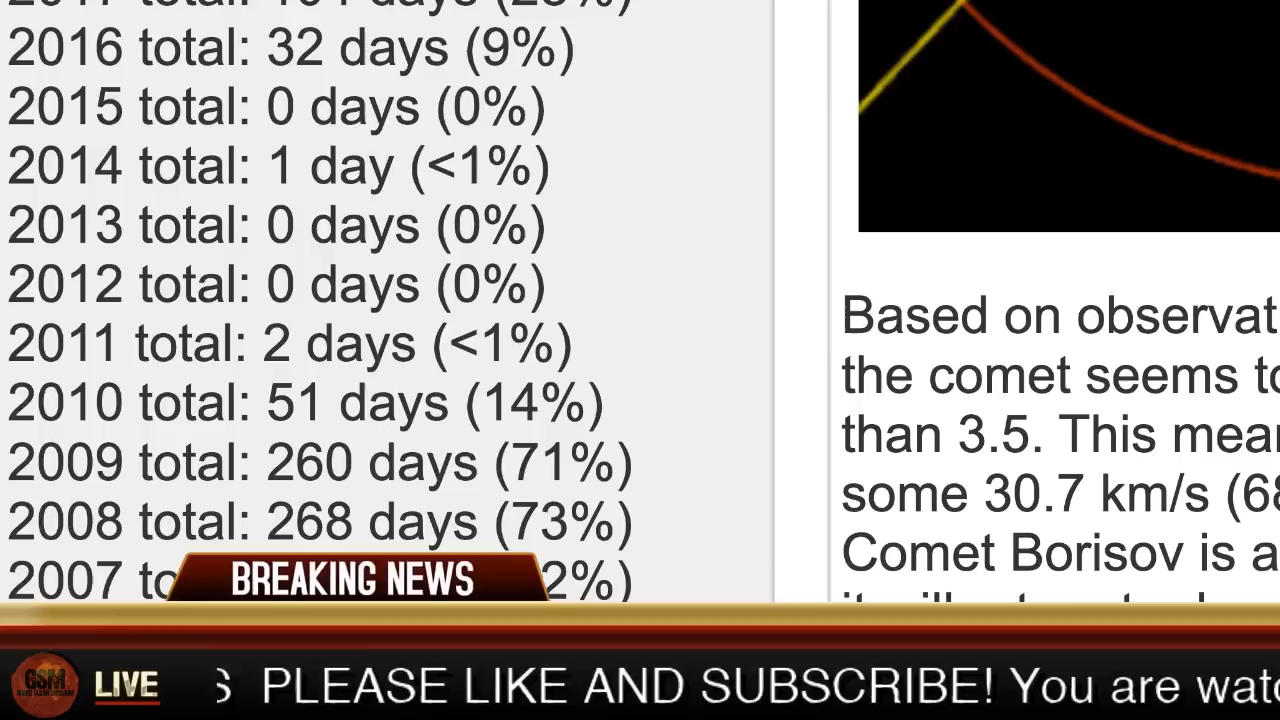 2016 total: 32 days (9%)
2015 total: 0 days (0%)
2014 total: 1 day (<1%)
2013 total: 0 days (0%)
2012 total: 0 days (0%)
2011 total: 2 days (<1%)
2010 total: 51 days (14%)
2009 total: 260 days (71%)
2008 total: 268 days (73%)
2007 2%)
Based on
the comet seems
than 3.5. This
some 30.7 km/s
Comet Borisov is
BREAKING NEWS
GSM
LIVE PLEASE LIKE AND SUBSCRIBE! You are